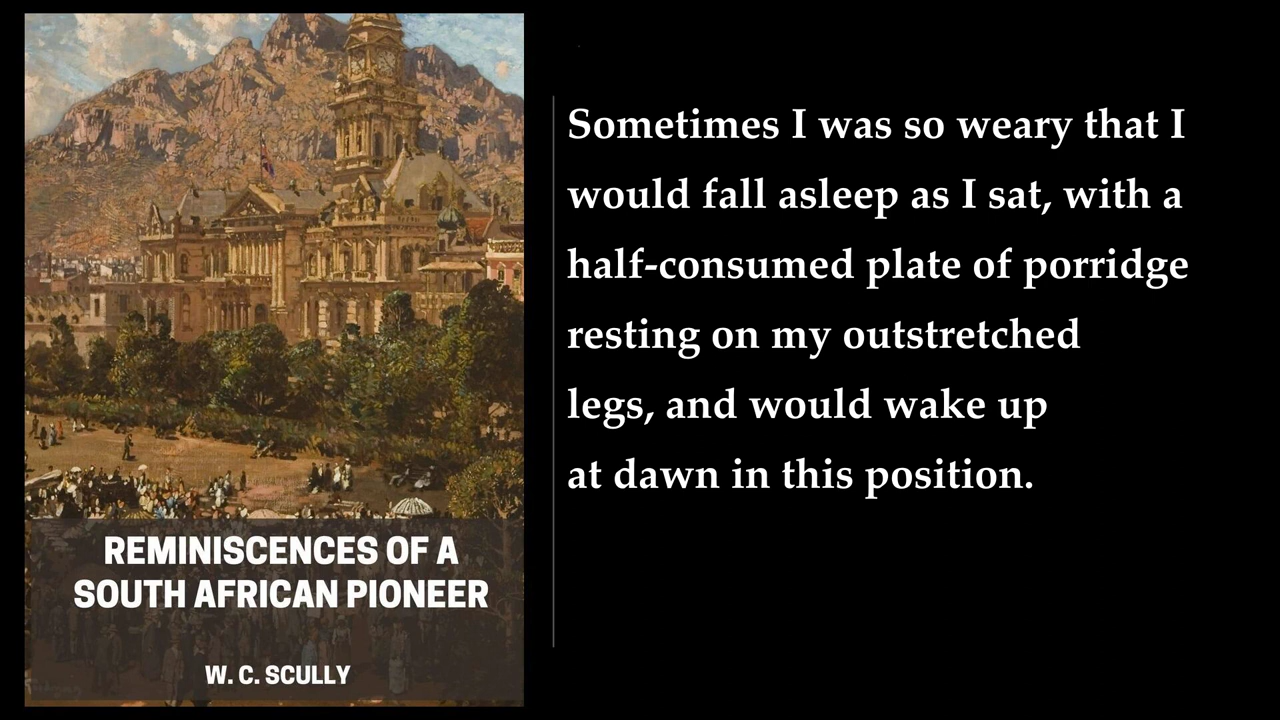 Sometimes I was so weary that I
would fall asleep as I sat, with a
half-consumed plate of porridge
resting on my outstretched
legs, and would wake up
at dawn in this position.
REMINISCENCES OF A
SOUTH AFRICAN PIONEER
W. C. SCULLY